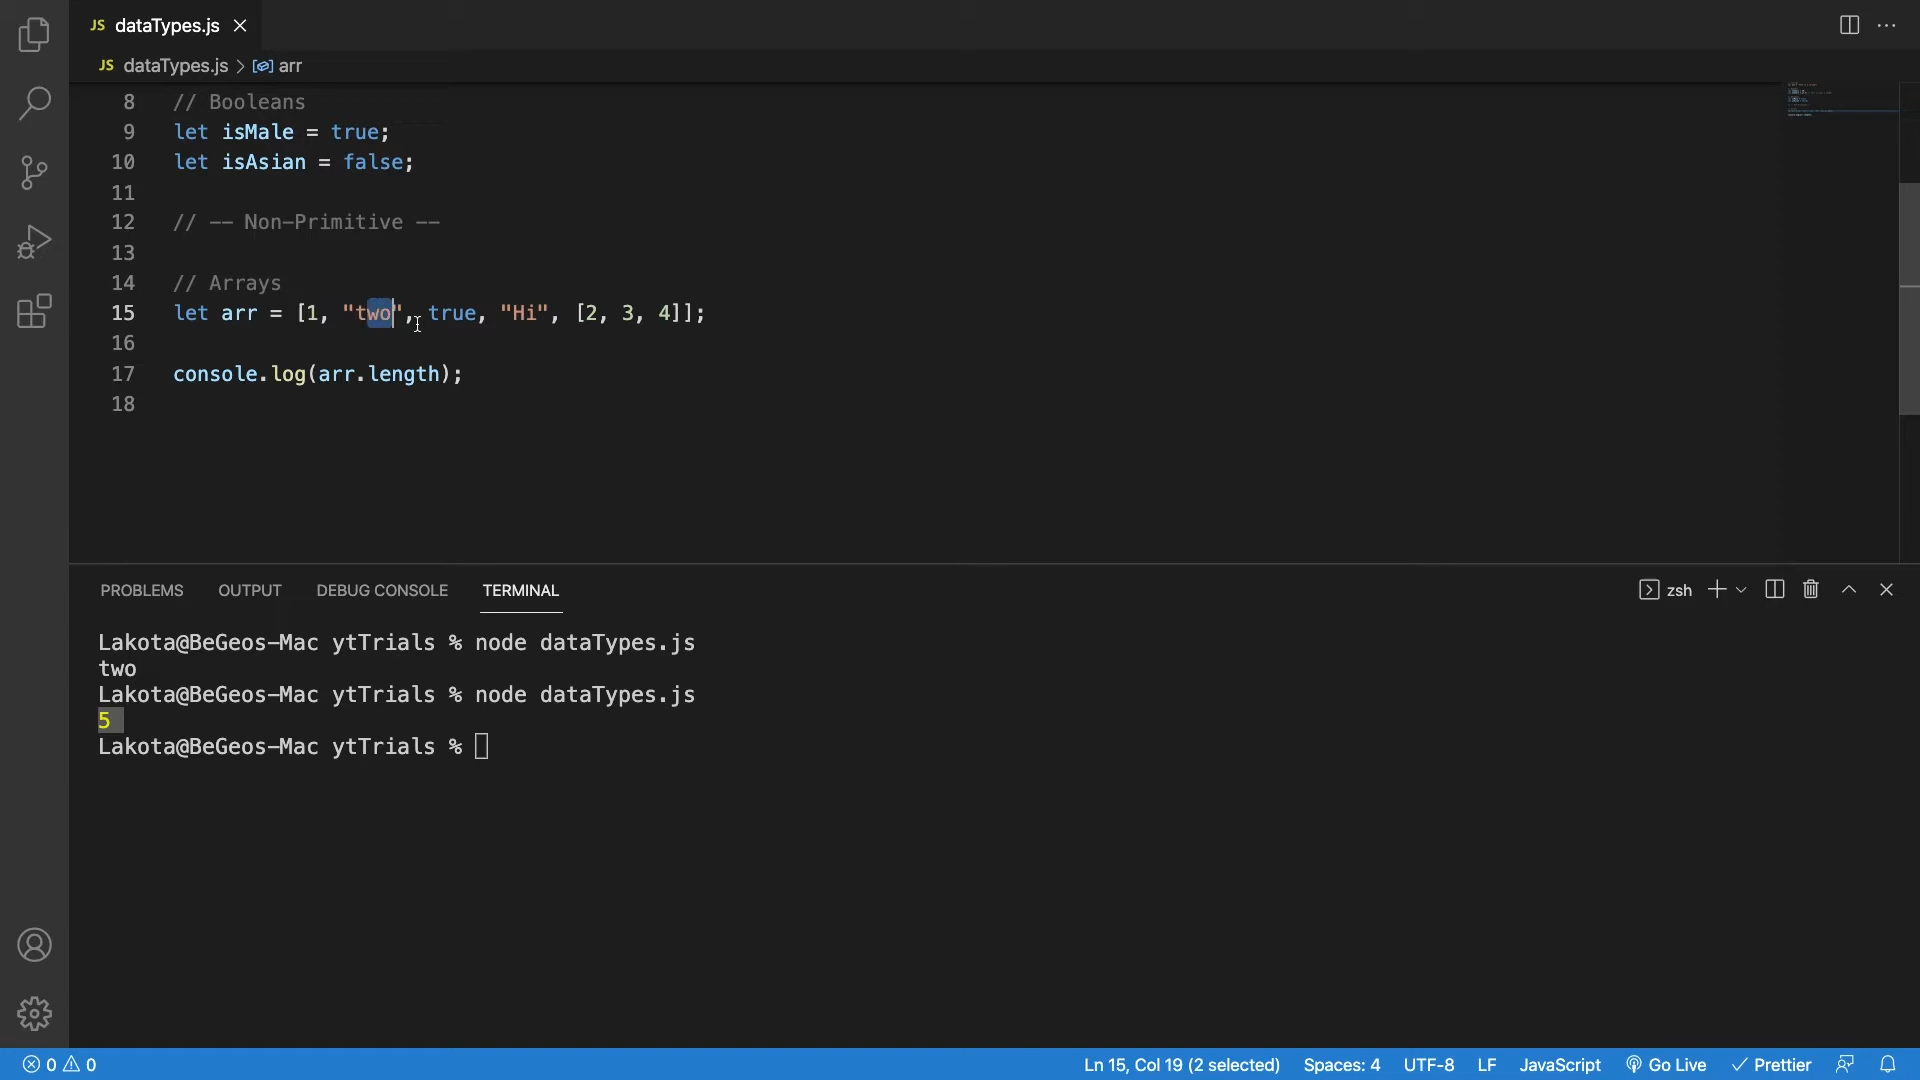 JS dataTypes.js
JS dataTypes.js > arr
8 // Booleans
9 let isMale = true;
10 let isAsian = false;
11
12 // -- Non-Primitive --
13
14 // Arrays
15 let arr = [1, "two", true, "Hi", [2, 3, 4]];
16
17 console.log(arr.length);
18
PROBLEMS OUTPUT DEBUG CONSOLE TERMINAL zsh
Lakota@BeGeos-Mac ytTrials % node dataTypes.js
two
Lakota@BeGeos-Mac ytTrials % node dataTypes.js
5
Lakota@BeGeos-Mac ytTrials %
0 0 Ln 15, Col 19 (2 selected) Spaces: 4 UTF-8 LF JavaScript Go Live Prettier